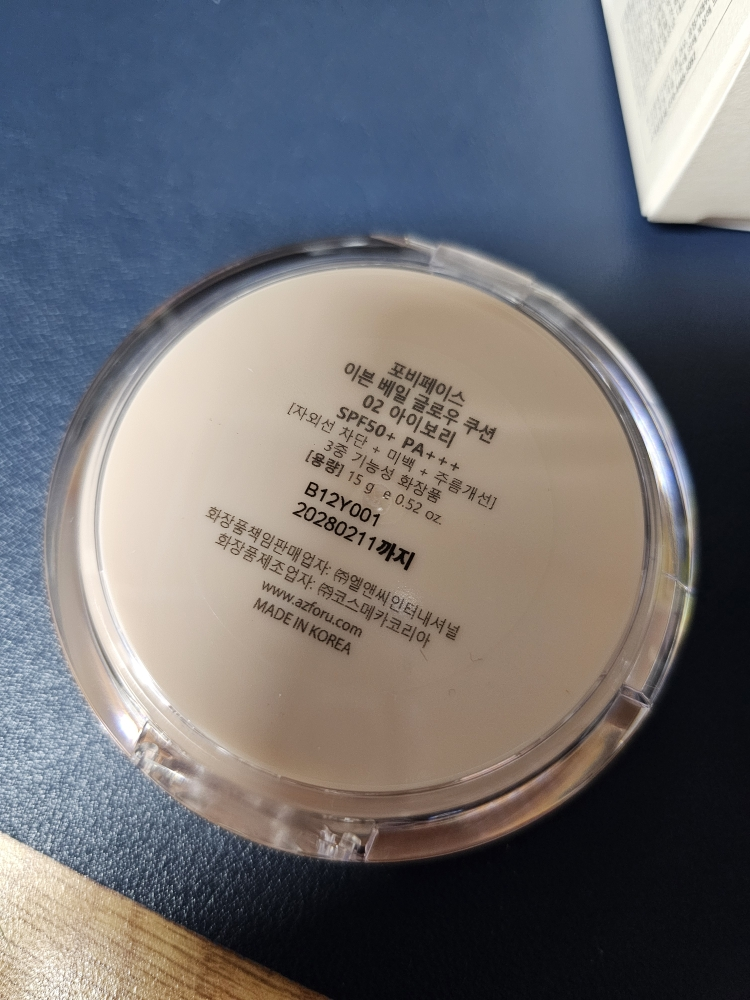 포비페이스
이븐 베일 글로우 쿠션
02 아이보리
SPF50+ PA+++
[자외선 차단 + 미백 + 주름개선]
3중 기능성 화장품
[용량] 15 g e 0.52 oz.
B12Y001
20280211까지
화장품책임판매업자: ㈜엘앤씨인터내셔널
화장품제조업자: ㈜코스메카코리아
www.azforu.com
MADE IN KOREA